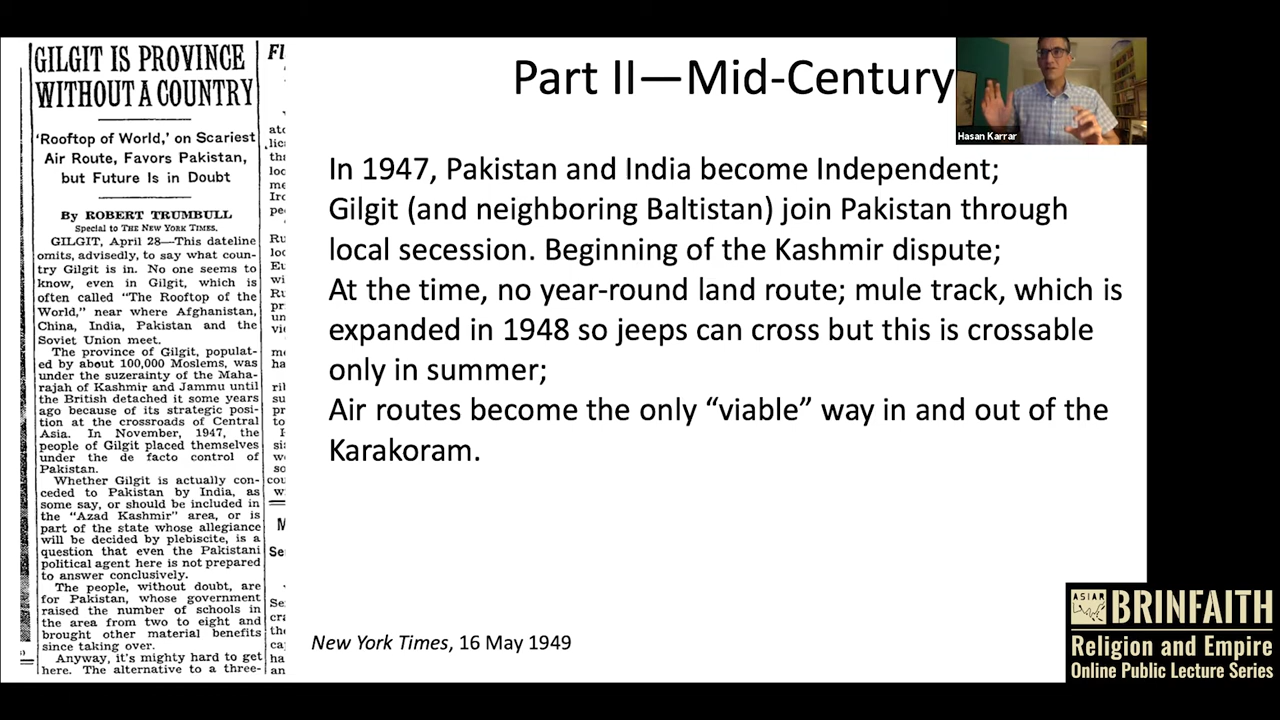 GILGIT IS PROVINCE
WITHOUT A COUNTRY
'Rooftop of World,' on Scariest
Air Route, Favors Pakistan,
but Future Is in Doubt
By ROBERT TRUMBULL
Special to THE NEW YORK TIMES.
GILGIT, April 28—This dateline
omits, advisedly, to say what coun-
try Gilgit is in. No one seems to
know, even in Gilgit, which is
often called "The Rooftop of the
World," near where Afghanistan,
China, India, Pakistan and the
Soviet Union meet.
The province of Gilgit, populat-
ed by about 100,000 Moslems, was
under the suzerainty of the Maha-
rajah of Kashmir and Jammu until
the British detached it some years
ago because of its strategic posi-
tion at the crossroads of Central
Asia. In November, 1947, the
people of Gilgit placed themselves
under the de facto control of
Pakistan.
Whether Gilgit is actually con-
ceded to Pakistan by India, as
some say, or should be included in
the "Azad Kashmir" area, or is
part of the state whose allegiance
will be decided by plebiscite, is a
question that even the Pakistani
political agent here is not prepared
to answer conclusively.
The people, without doubt, are
for Pakistan, whose government
raised the number of schools in
the area from two to eight and
brought other material benefits
since taking over.
Anyway, it's mighty hard to get
here. The alternative to a three-
Part II—Mid-Century
In 1947, Pakistan and India become Independent;
Gilgit (and neighboring Baltistan) join Pakistan through
local secession. Beginning of the Kashmir dispute;
At the time, no year-round land route; mule track, which is
expanded in 1948 so jeeps can cross but this is crossable
only in summer;
Air routes become the only “viable” way in and out of the
Karakoram.
New York Times, 16 May 1949
Hasan Karrar
ASIAR
BRINFAITH
Religion and Empire
Online Public Lecture Series